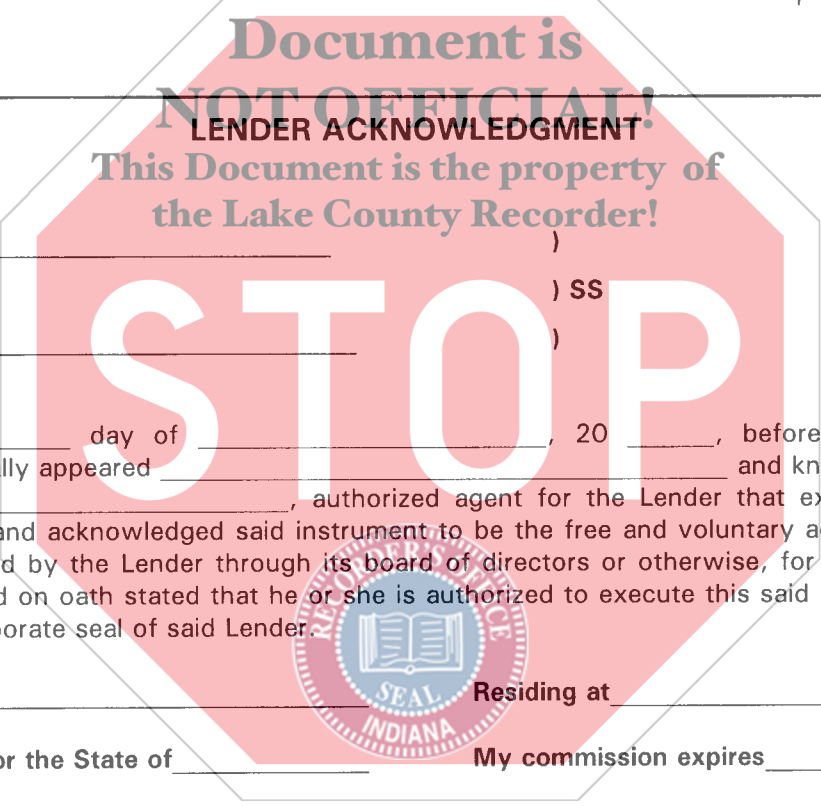 Document is
NOT OFFICIAL!
LENDER ACKNOWLEDGMENT
This Document is the property of
the Lake County Recorder!
)
) SS
)
STOP
day of , 20 , before
lly appeared and kn
, authorized agent for the Lender that ex
and acknowledged said instrument to be the free and voluntary a
d by the Lender through its board of directors or otherwise, for
d on oath stated that he or she is authorized to execute this said
porate seal of said Lender.
RECORDER'S OFFICE
SEAL
INDIANA
Residing at
or the State of My commission expires